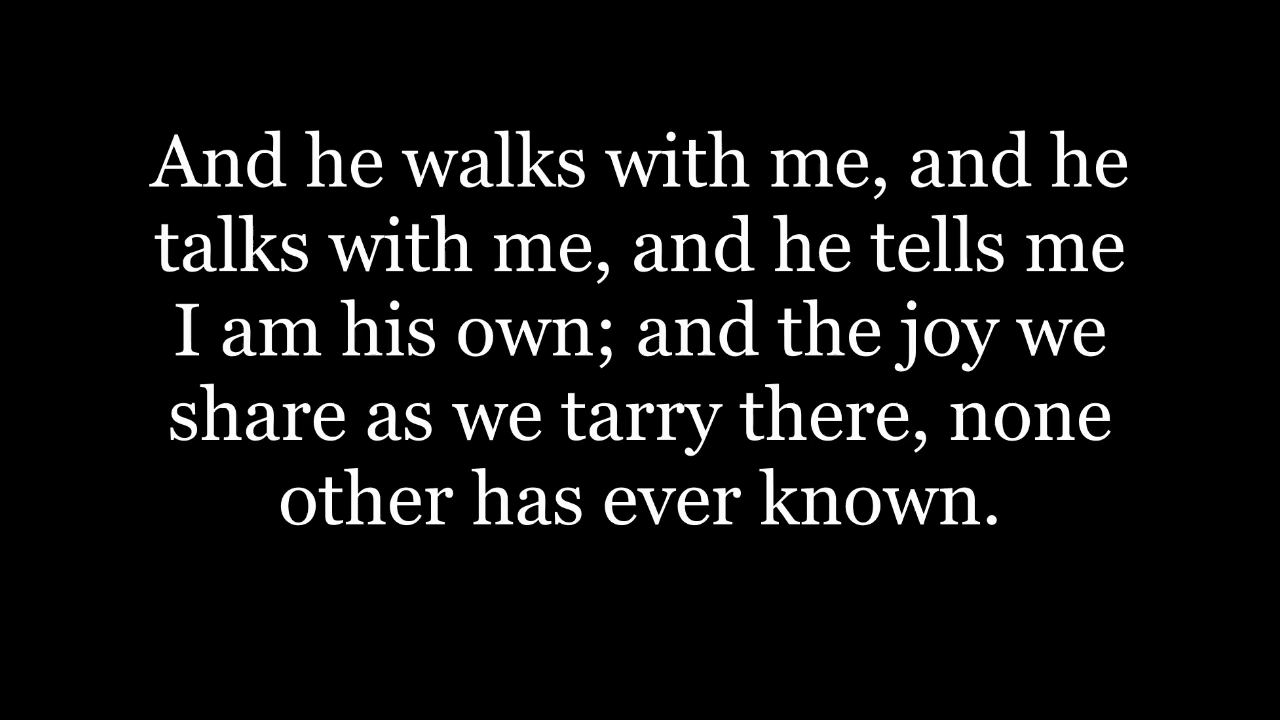 And he walks with me, and he
talks with me, and he tells me
I am his own; and the joy we
share as we tarry there, none
other has ever known.